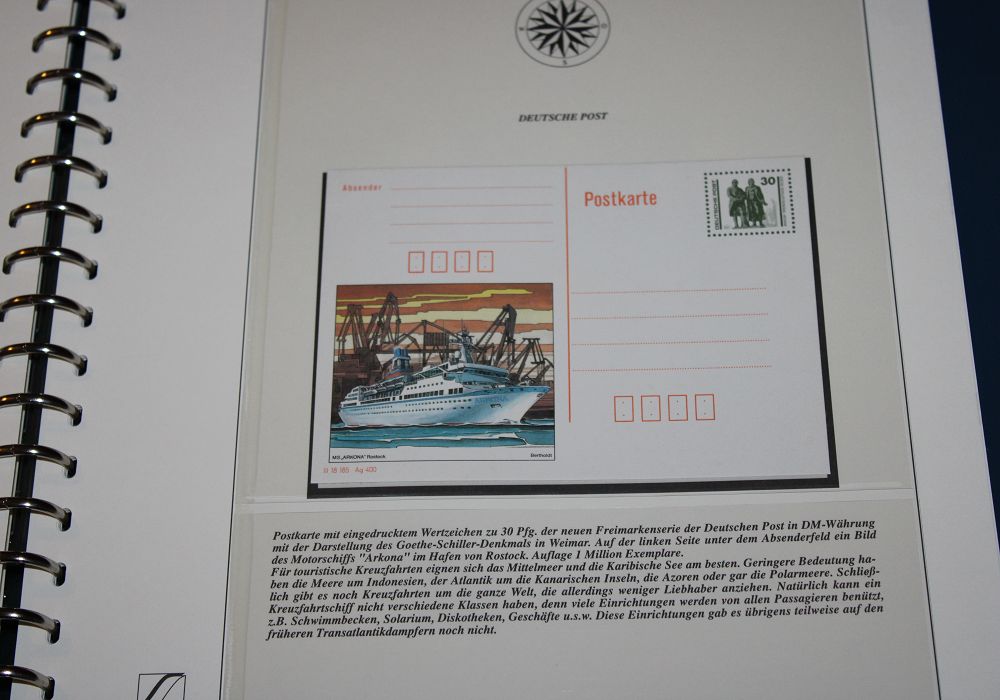 S
DEUTSCHE POST
Absender
Postkarte
30
DEUTSCHE POST
ARKONA
MS „ARKONA" Rostock
Bertholdt
III 18 185 Ag 400
Postkarte mit eingedrucktem Wertzeichen zu 30 Pfg. der neuen Freimarkenserie der Deutschen Post in DM-Währung
mit der Darstellung des Goethe-Schiller-Denkmals in Weimar. Auf der linken Seite unter dem Absenderfeld ein Bild
des Motorschiffs "Arkona" im Hafen von Rostock. Auflage 1 Million Exemplare.
Für touristische Kreuzfahrten eignen sich das Mittelmeer und die Karibische See am besten. Geringere Bedeutung ha-
ben die Meere um Indonesien, der Atlantik um die Kanarischen Inseln, die Azoren oder gar die Polarmeere. Schließ-
lich gibt es noch Kreuzfahrten um die ganze Welt, die allerdings weniger Liebhaber anziehen. Natürlich kann ein
Kreuzfahrtschiff nicht verschiedene Klassen haben, denn viele Einrichtungen werden von allen Passagieren benützt,
z.B. Schwimmbecken, Solarium, Diskotheken, Geschäfte u.s.w. Diese Einrichtungen gab es übrigens teilweise auf den
früheren Transatlantikdampfern noch nicht.